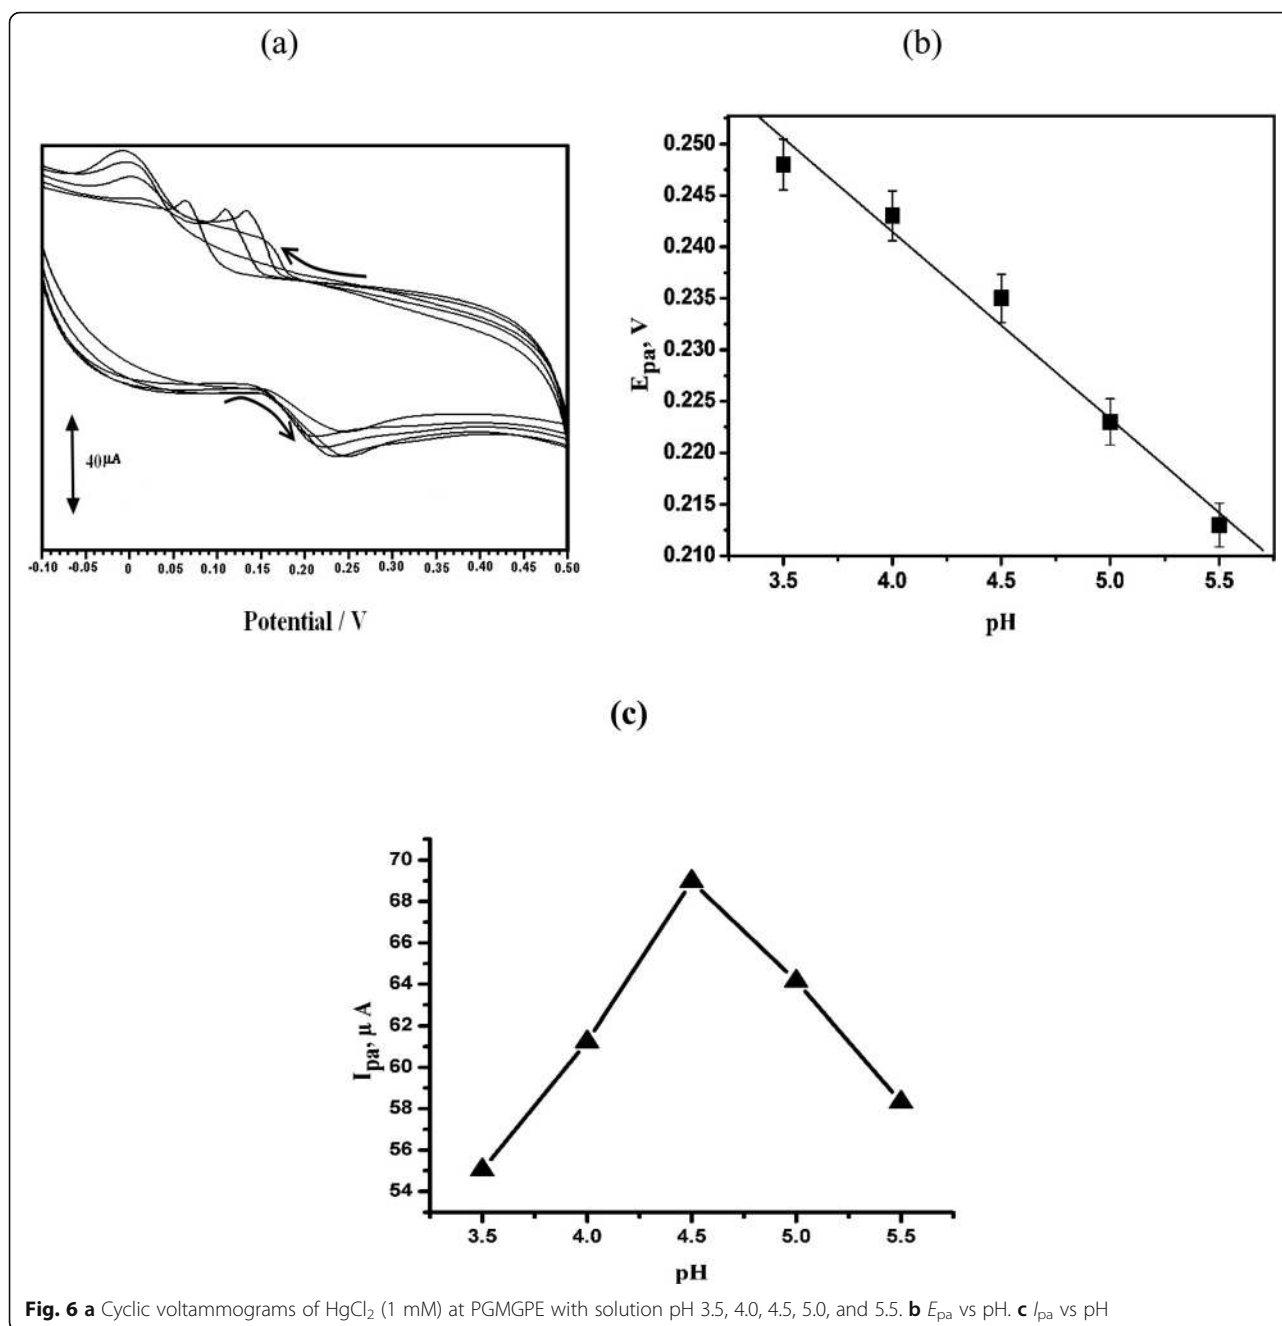 (a)
(b)
40μA
-0.10 -0.05 0 0.05 0.10 0.15 0.20 0.25 0.30 0.35 0.40 0.45 0.50
Potential / V
0.250
0.245
0.240
0.235
0.230
0.225
0.220
0.215
0.210
Epa, V
3.5 4.0 4.5 5.0 5.5
pH
(c)
70
68
66
64
62
60
58
56
54
Ipa, μ A
3.5 4.0 4.5 5.0 5.5
pH
Fig. 6 a Cyclic voltammograms of HgCl₂ (1 mM) at PGMGPE with solution pH 3.5, 4.0, 4.5, 5.0, and 5.5. b Epa vs pH. c Ipa vs pH